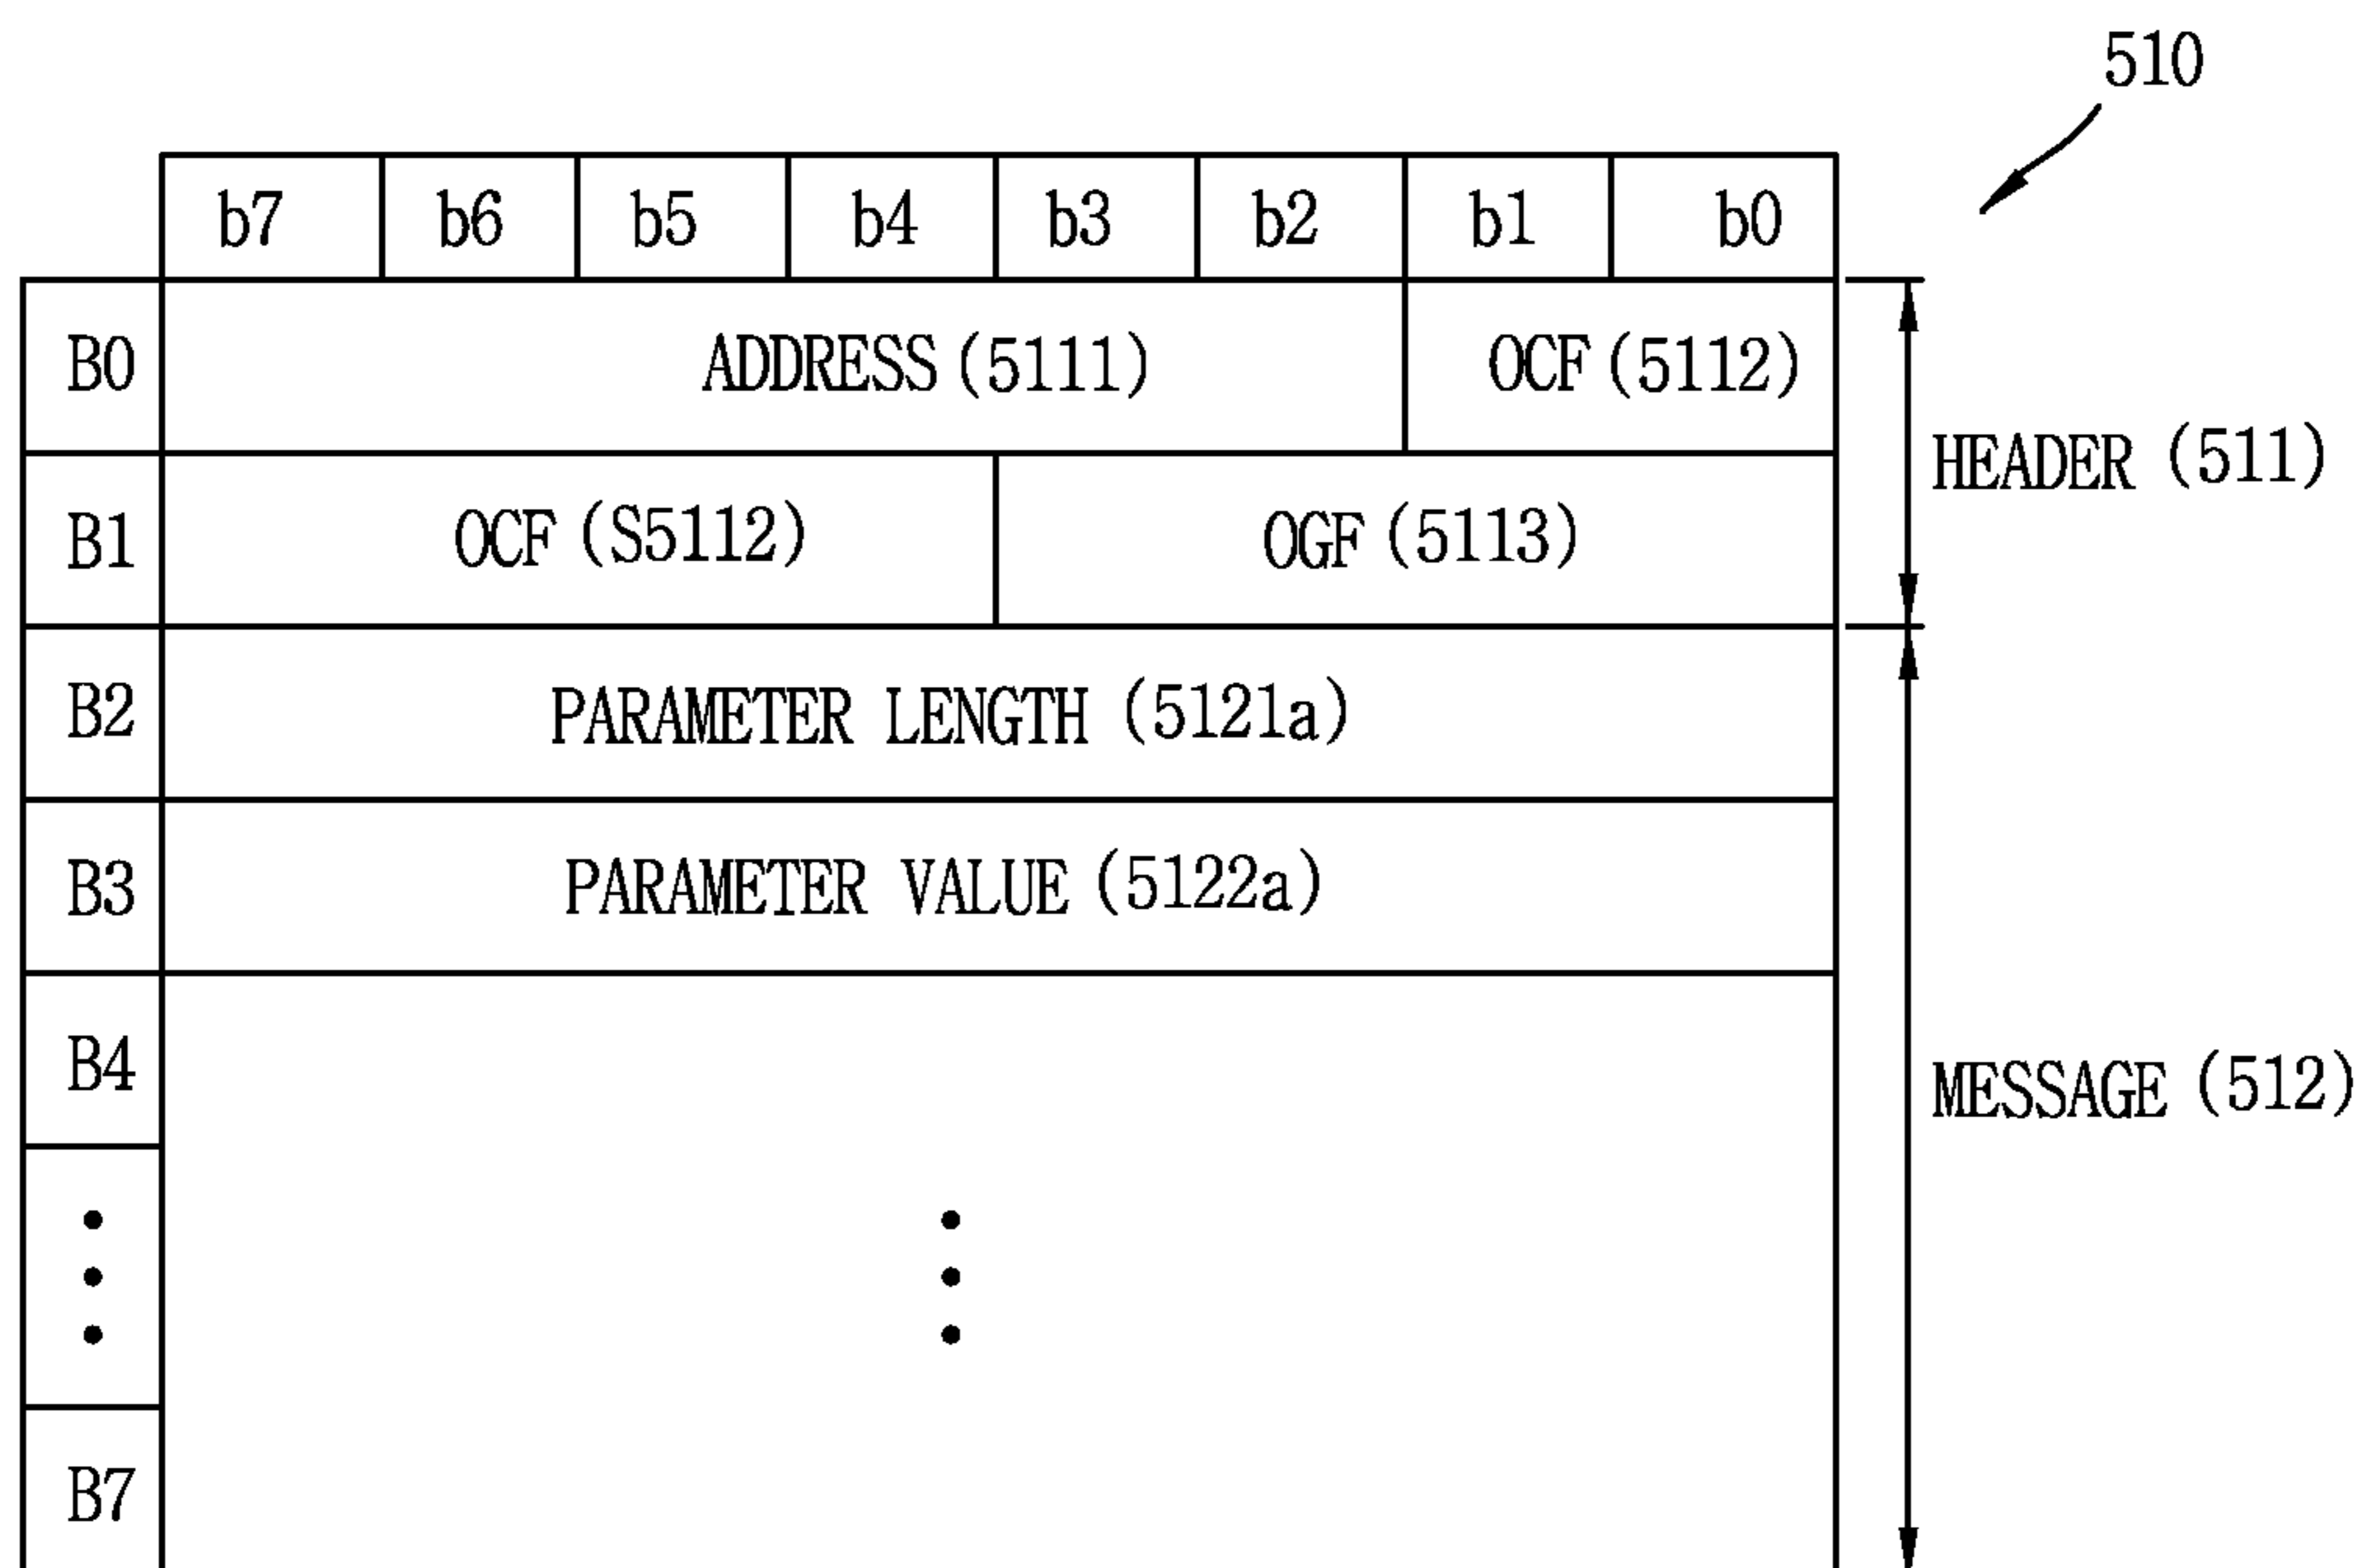 510
b7 b6 b5 b4 b3 b2 b1 b0
B0 ADDRESS (5111) OCF (5112)
HEADER (511)
B1 OCF (S5112) OGF (5113)
B2 PARAMETER LENGTH (5121a)
B3 PARAMETER VALUE (5122a)
B4
MESSAGE (512)
B7